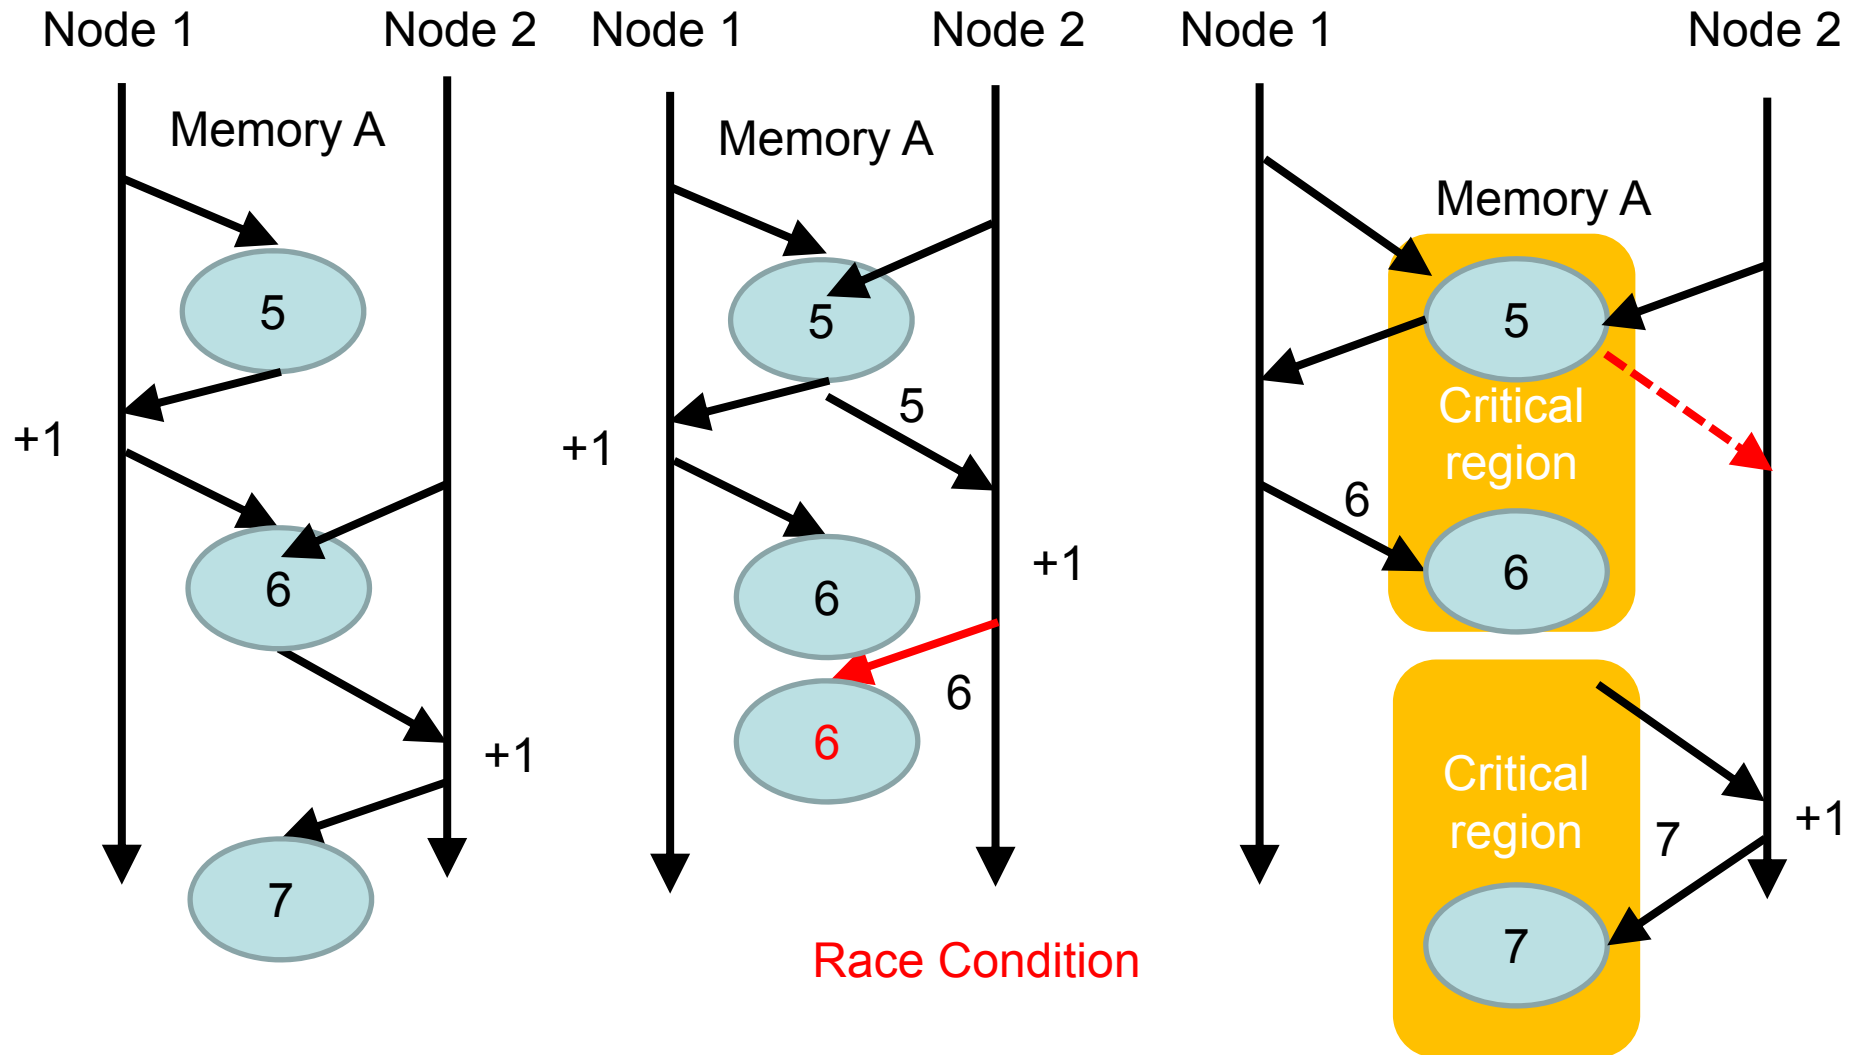 Node 1
Node 2
Memory A
5
+1
6
+1
7
Node 1
Node 2
Memory A
5
5
+1
6
+1
6
6
Race Condition
Node 1
Node 2
Memory A
5
Critical
region
6
6
Critical
region
7
+1
7